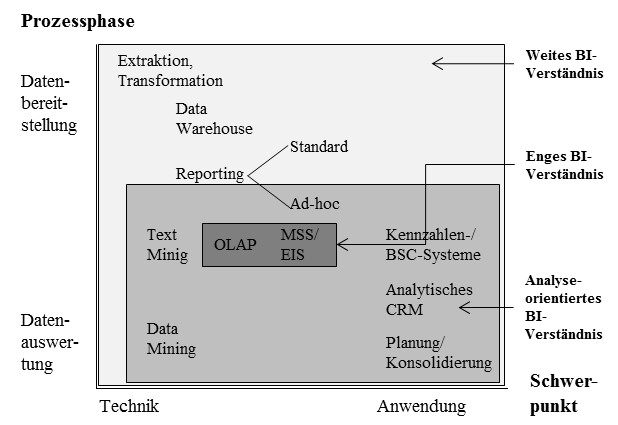 Prozessphase
Extraktion,
Transformation
Weites BI-
Verständnis
Daten-
bereit-
stellung
Data
Warehouse
Standard
Reporting
Enges BI-
Verständnis
Ad-hoc
Text
Minig
OLAP
MSS/
EIS
Kennzahlen-/
BSC-Systeme
Analytisches
CRM
Analyse-
orientiertes
BI-
Verständnis
Daten-
auswer-
tung
Data
Mining
Planung/
Konsolidierung
Schwer-
punkt
Technik
Anwendung